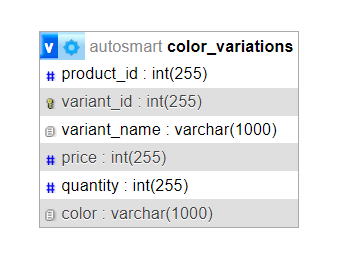 v autosmart color_variations
# product_id : int(255)
variant_id : int(255)
variant_name : varchar(1000)
# price : int(255)
# quantity : int(255)
color : varchar(1000)